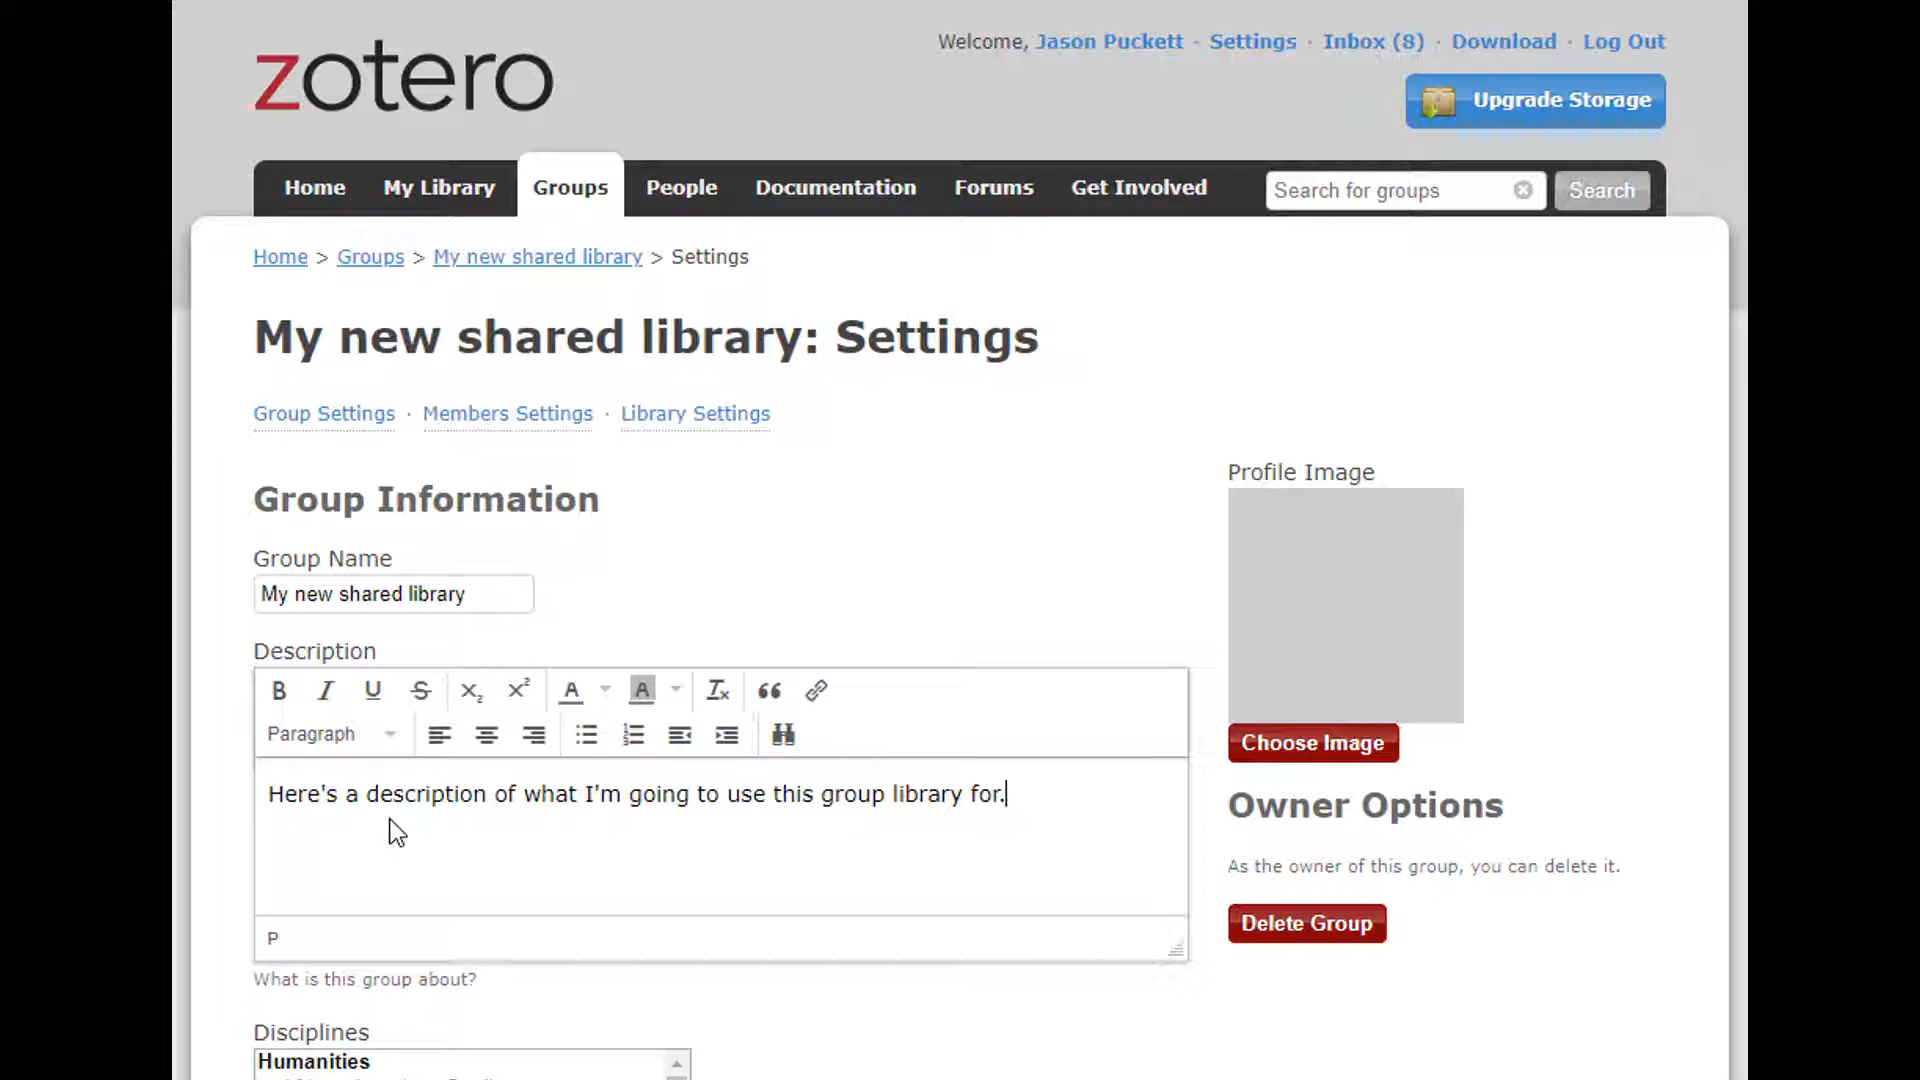 zotero
Welcome, Jason Puckett · Settings · Inbox (8) · Download · Log Out
Upgrade Storage
Home My Library Groups People Documentation Forums Get Involved Search for groups Search
Home > Groups > My new shared library > Settings
My new shared library: Settings
Group Settings · Members Settings · Library Settings
Profile Image
Group Information
Group Name
My new shared library
Description
B I U S X₂ X² A A Ix
Paragraph
Here's a description of what I'm going to use this group library for.
P
What is this group about?
Choose Image
Owner Options
As the owner of this group, you can delete it.
Delete Group
Disciplines
Humanities